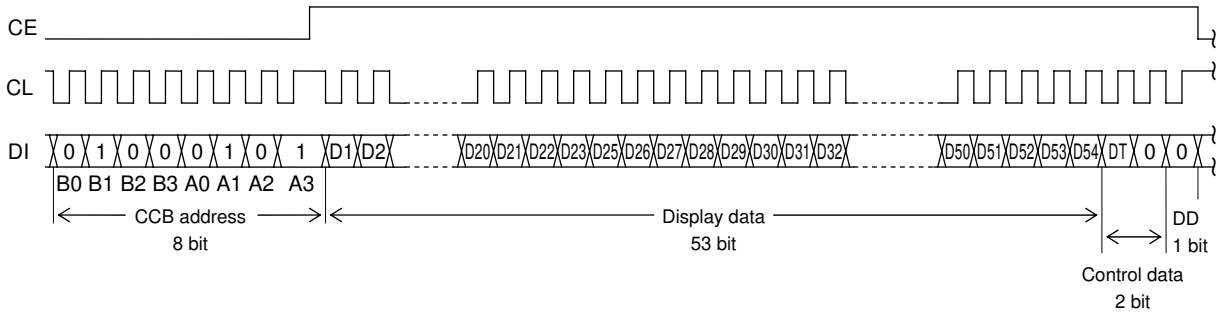 CE
CL
DI 0 1 0 0 0 1 0 1 D1 D2 D20 D21 D22 D23 D25 D26 D27 D28 D29 D30 D31 D32 D50 D51 D52 D53 D54 DT 0 0
B0 B1 B2 B3 A0 A1 A2 A3
CCB address Display data DD
8 bit 53 bit 1 bit
Control data
2 bit